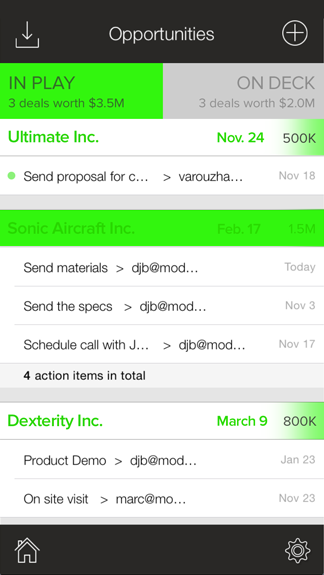 Opportunities
IN PLAY
3 deals worth $3.5M
ON DECK
3 deals worth $2.0M
Ultimate Inc. Nov. 24 500K
Send proposal for c... > varouzha... Nov 18
Sonic Aircraft Inc. Feb. 17 1.5M
Send materials > djb@mod... Today
Send the specs > djb@mod... Nov 3
Schedule call with J... > djb@mod... Nov 17
4 action items in total
Dexterity Inc. March 9 800K
Product Demo > djb@mod... Jan 23
On site visit > marc@mo... Nov 23